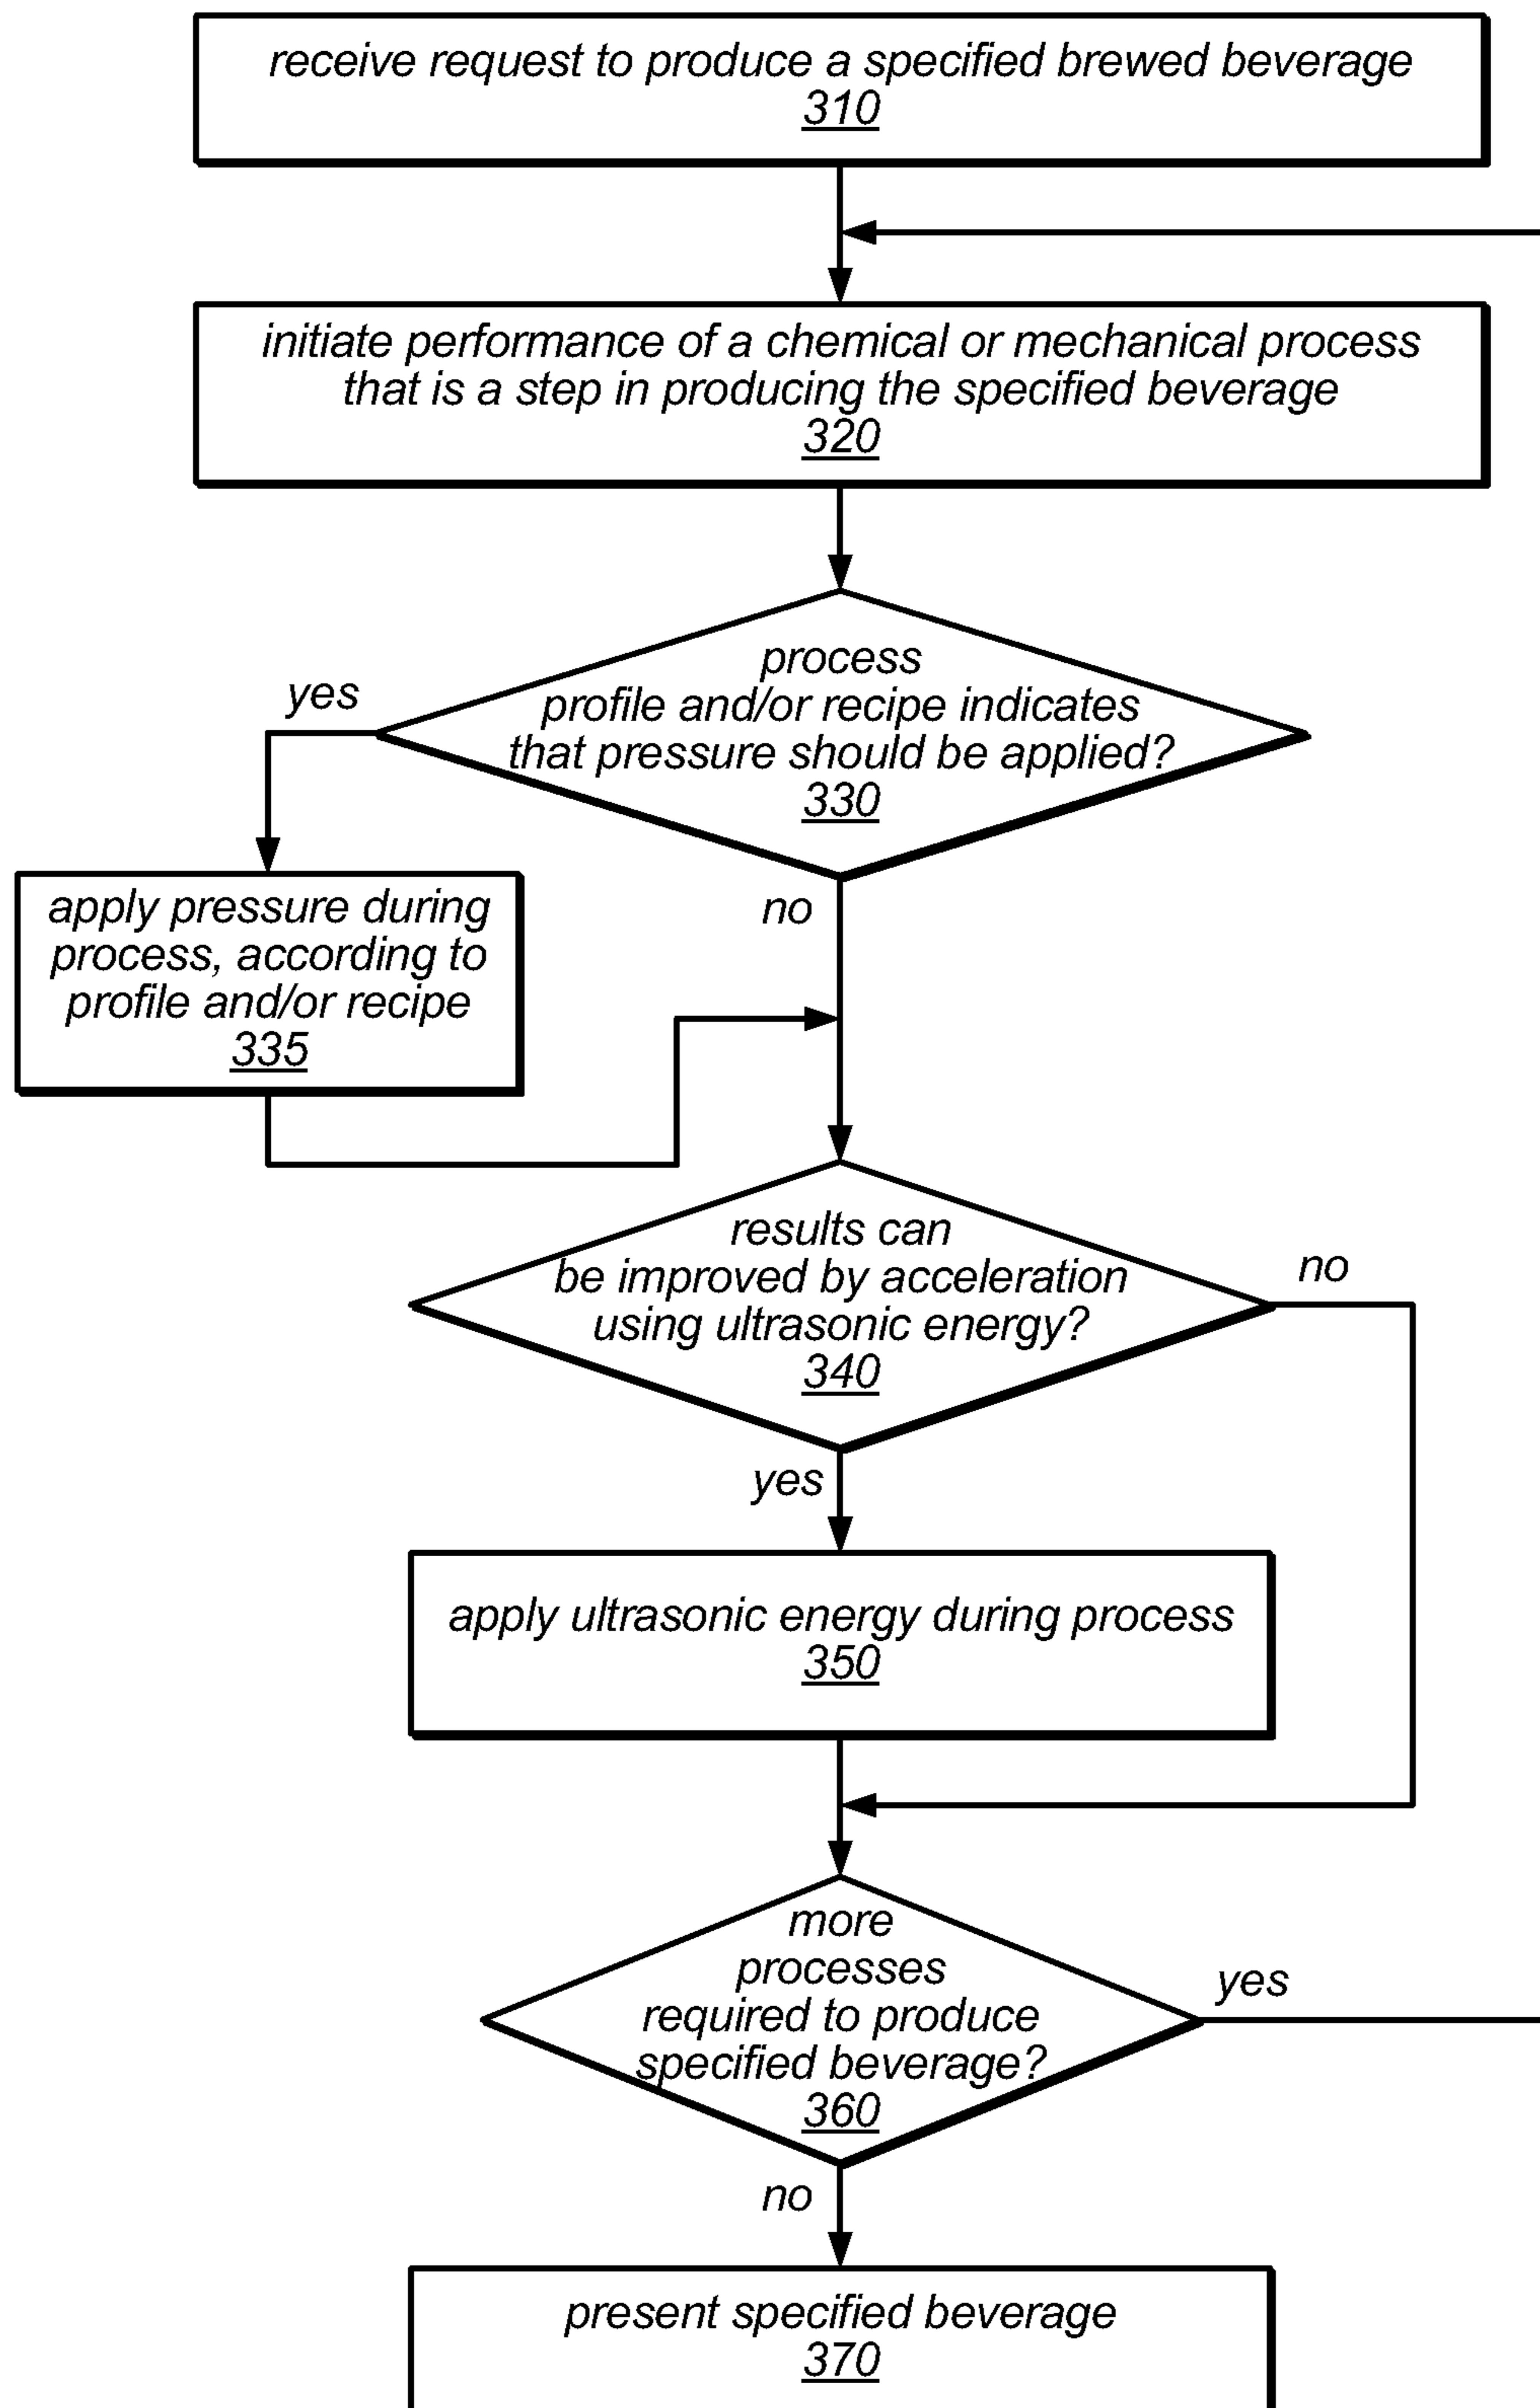 receive request to produce a specified brewed beverage
310
initiate performance of a chemical or mechanical process
that is a step in producing the specified beverage
320
process
profile and/or recipe indicates
that pressure should be applied?
330
yes
no
apply pressure during
process, according to
profile and/or recipe
335
results can
be improved by acceleration
using ultrasonic energy?
340
no
yes
apply ultrasonic energy during process
350
more
processes
required to produce
specified beverage?
360
yes
no
present specified beverage
370